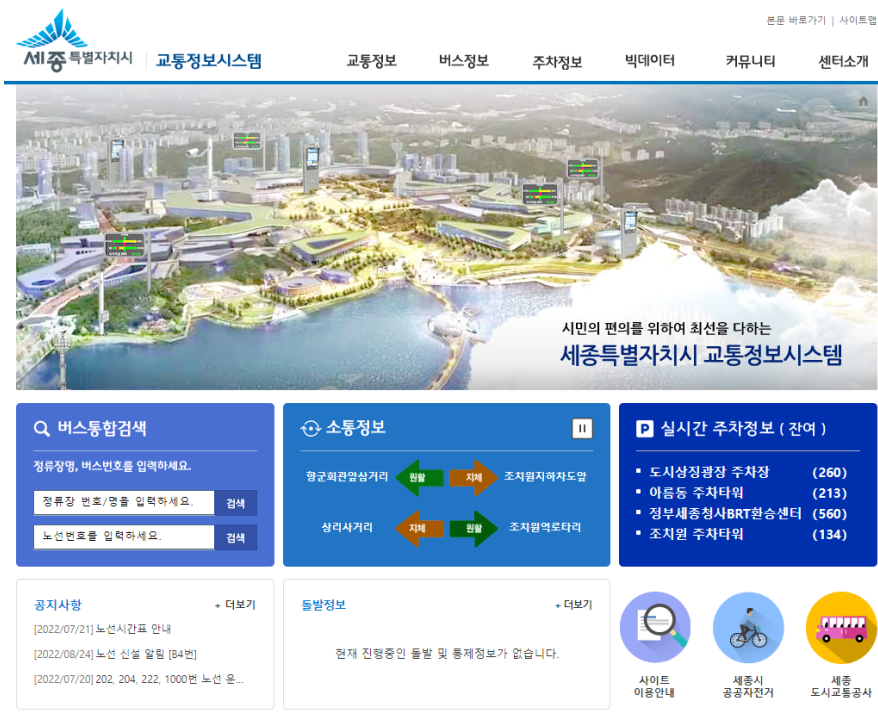 본문 바로가기 | 사이트맵
세종특별자치시 교통정보시스템
교통정보 버스정보 주차정보 빅데이터 커뮤니티 센터소개
시민의 편의를 위하여 최선을 다하는
세종특별자치시 교통정보시스템
버스통합검색
정류장명, 버스번호를 입력하세요.
정류장 번호/명을 입력하세요. 검색
노선번호를 입력하세요. 검색
소통정보
향군회관앞삼거리 원활 지체 조치원지하차도앞
상리사거리 지체 원활 조치원역로타리
P 실시간 주차정보 ( 잔여 )
도시상징광장 주차장 (260)
아름동 주차타워 (213)
정부세종청사BRT환승센터 (560)
조치원 주차타워 (134)
공지사항 + 더보기
[2022/07/21] 노선시간표 안내
[2022/08/24] 노선 신설 알림 [B4번]
[2022/07/20] 202, 204, 222, 1000번 노선 운...
돌발정보 + 더보기
현재 진행중인 돌발 및 통제정보가 없습니다.
사이트
이용안내
세종시
공공자전거
세종
도시교통공사